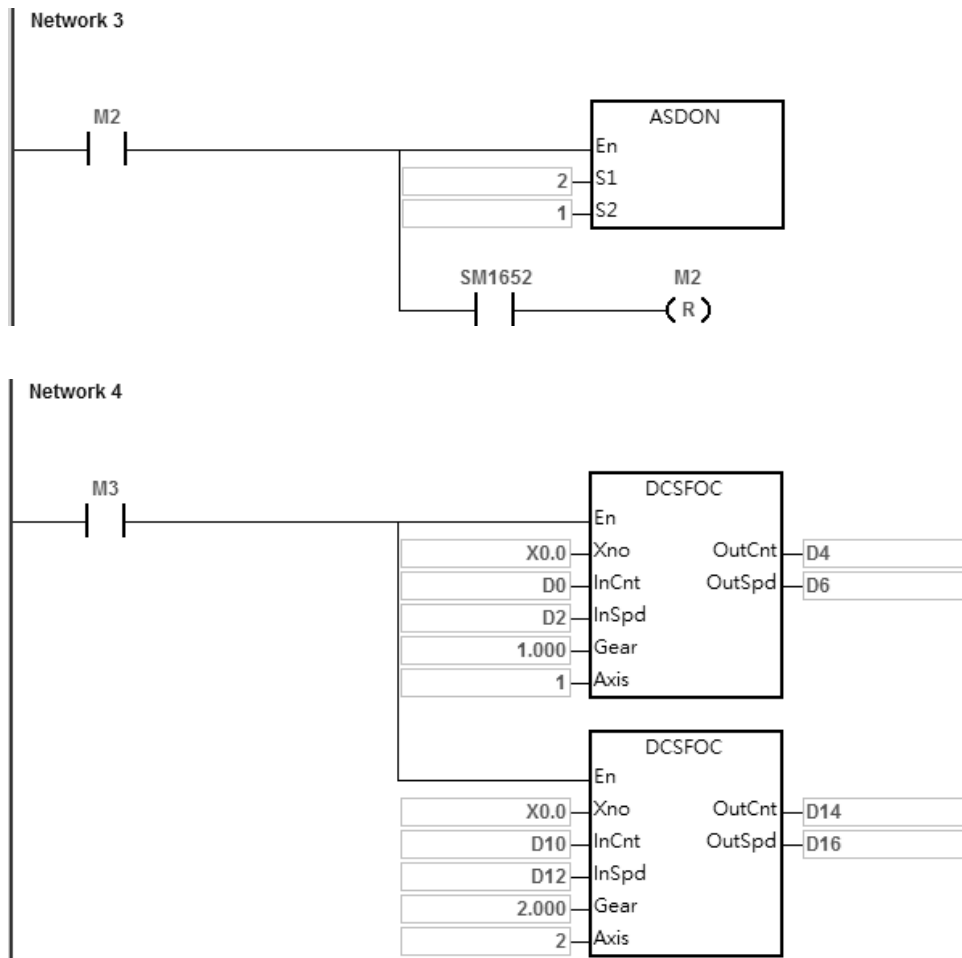 Network 3
M2
ASDON
En
2 S1
1 S2
SM1652 M2
R
Network 4
M3
DCSFOC
En
X0.0 Xno OutCnt D4
D0 InCnt OutSpd D6
D2 InSpd
1.000 Gear
1 Axis
DCSFOC
En
X0.0 Xno OutCnt D14
D10 InCnt OutSpd D16
D12 InSpd
2.000 Gear
2 Axis